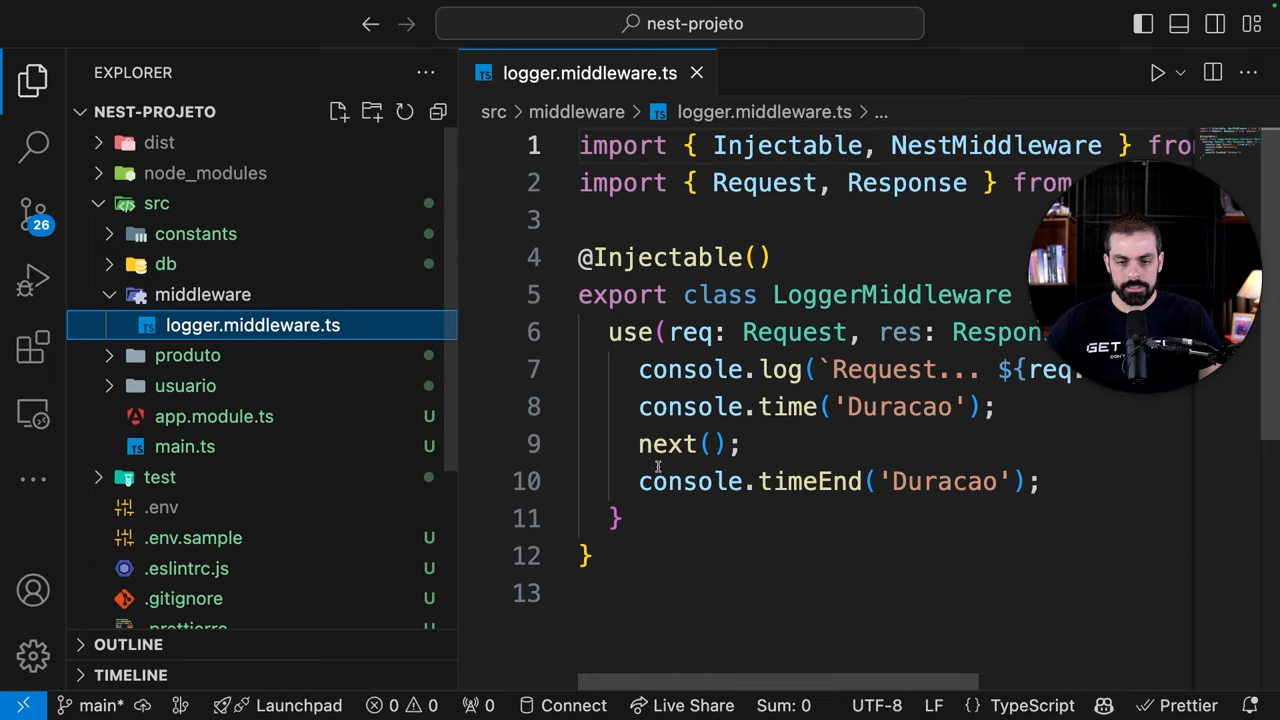 nest-projeto
EXPLORER
NEST-PROJETO
dist
node_modules
src
constants
db
middleware
logger.middleware.ts
produto
usuario
app.module.ts U
main.ts U
test
.env
.env.sample U
.eslintrc.js U
.gitignore U
.prettierrc U
OUTLINE
TIMELINE
26
logger.middleware.ts
src > middleware > logger.middleware.ts > ...
1 import { Injectable, NestMiddleware } from
2 import { Request, Response } from
3
4 @Injectable()
5 export class LoggerMiddleware
6 use(req: Request, res: Respon
7 console.log(`Request... ${req.
8 console.time('Duracao');
9 next();
10 console.timeEnd('Duracao');
11 }
12 }
13
GET
main* Launchpad 0 0 0 Connect Live Share Sum: 0 UTF-8 LF {} TypeScript Prettier